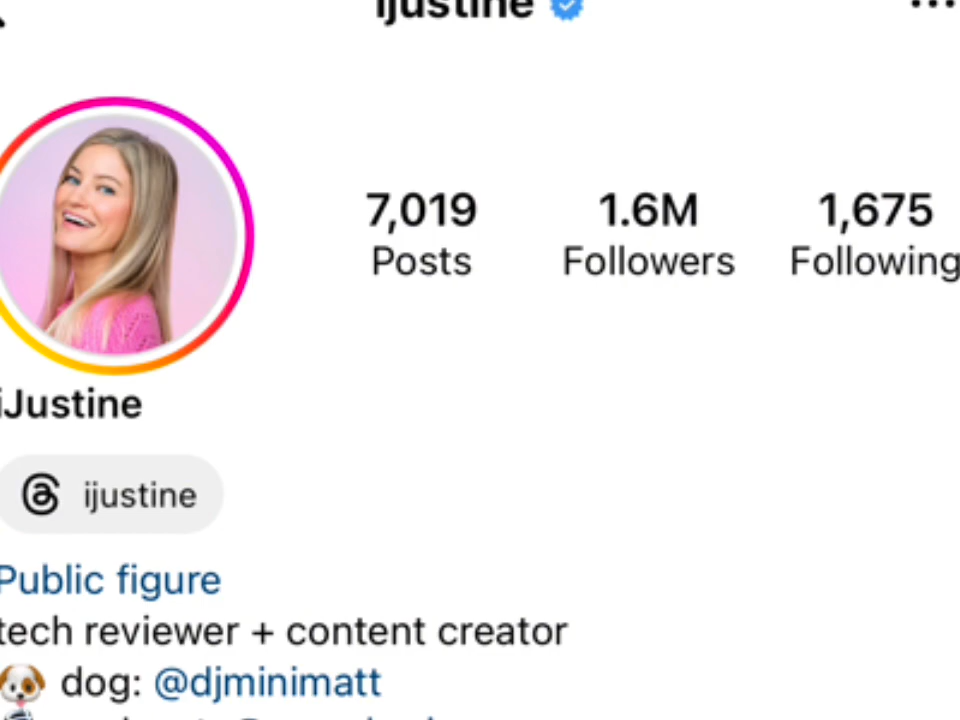 ijustine
7,019 1.6M 1,675
Posts Followers Following
iJustine
ijustine
Public figure
tech reviewer + content creator
dog: @djminimatt